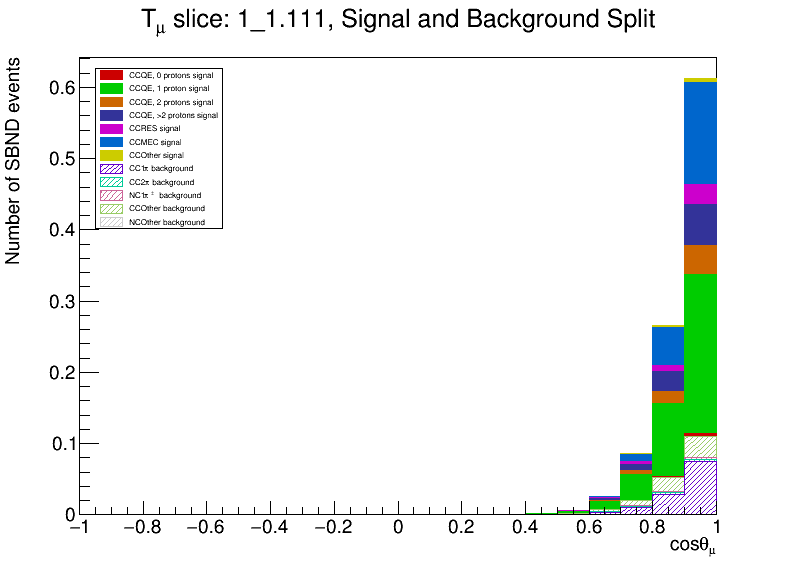 Tμ slice: 1_1.111, Signal and Background Split
Number of SBND events
0.6
0.5
0.4
0.3
0.2
0.1
0
CCQE, 0 protons signal
CCQE, 1 proton signal
CCQE, 2 protons signal
CCQE, >2 protons signal
CCRES signal
CCMEC signal
CCOther signal
CC1π background
CC2π background
NC1π ± background
CCOther background
NCOther background
−1 −0.8 −0.6 −0.4 −0.2 0 0.2 0.4 0.6 0.8 1
cosθμ